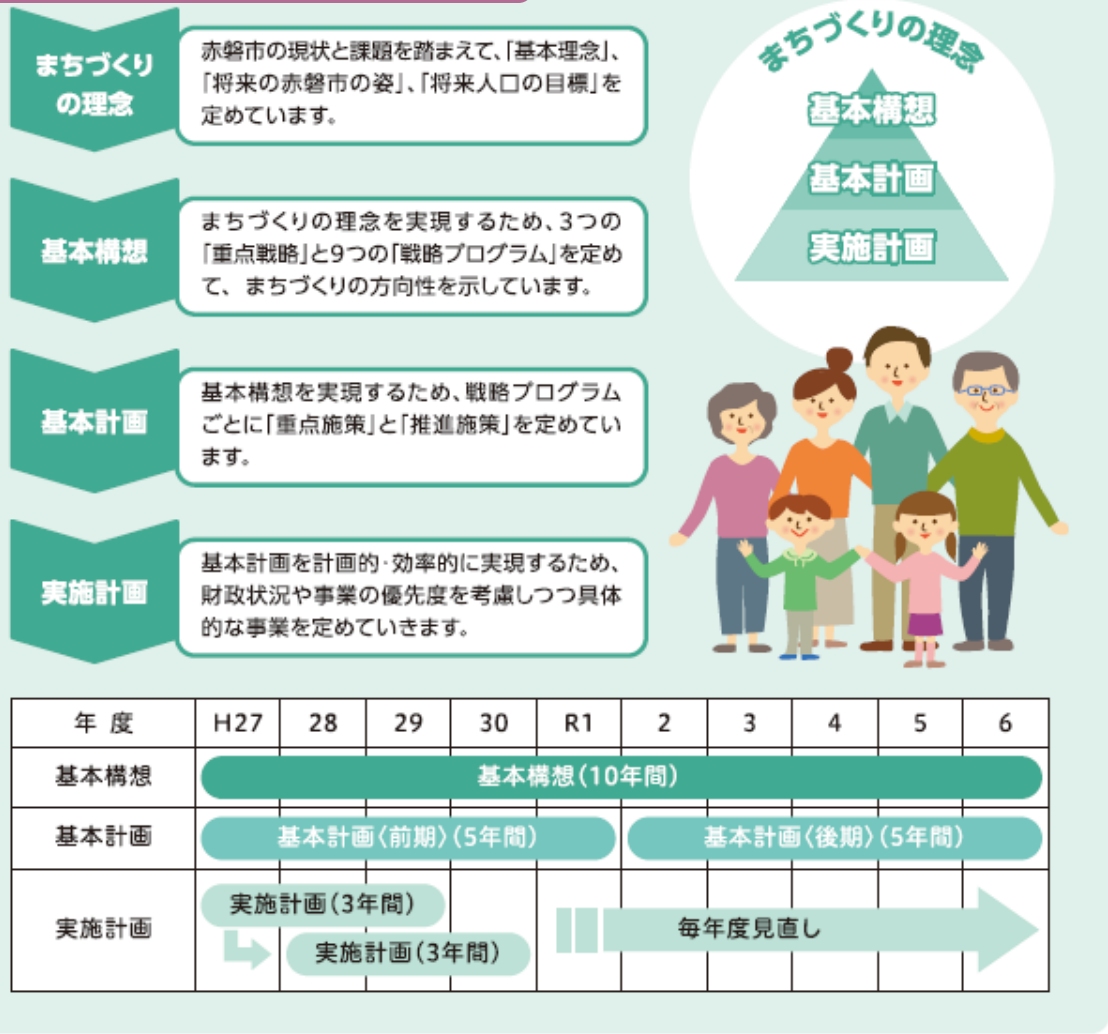 まちづくり
の理念
赤磐市の現状と課題を踏まえて、「基本理念」、
「将来の赤磐市の姿」、「将来人口の目標」を
定めています。
基本構想
まちづくりの理念を実現するため、3つの
「重点戦略」と9つの「戦略プログラム」を定め
て、まちづくりの方向性を示しています。
基本計画
基本構想を実現するため、戦略プログラム
ごとに「重点施策」と「推進施策」を定めてい
ます。
実施計画
基本計画を計画的・効率的に実現するため、
財政状況や事業の優先度を考慮しつつ具体
的な事業を定めていきます。
まちづくりの理念
基本構想
基本計画
実施計画
年 度 H27 28 29 30 R1 2 3 4 5 6
基本構想 基本構想(10年間)
基本計画 基本計画〈前期〉(5年間) 基本計画〈後期〉(5年間)
実施計画 実施計画(3年間)
実施計画(3年間)
毎年度見直し